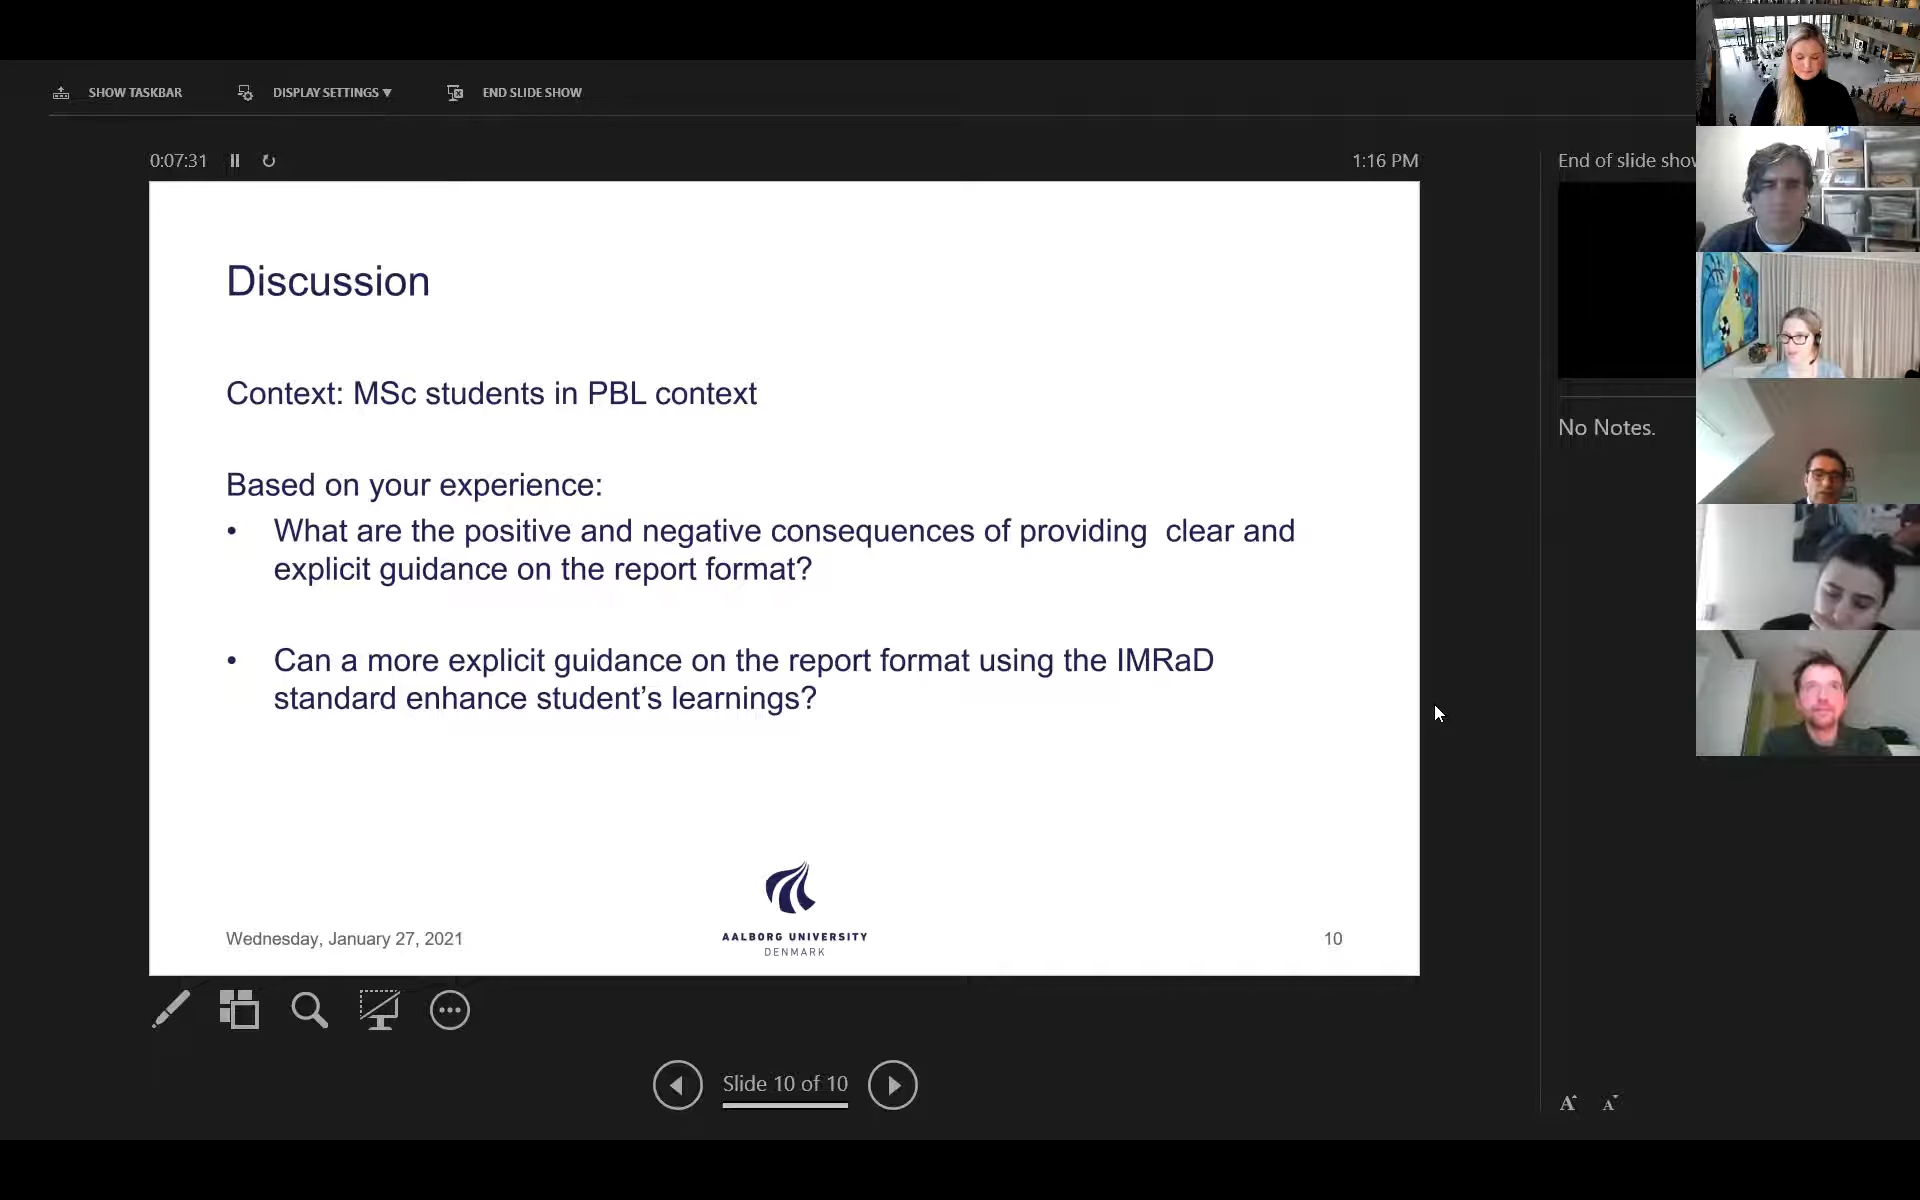 SHOW TASKBAR
DISPLAY SETTINGS ▼
END SLIDE SHOW
0:07:31
1:16 PM
End of slide show
Discussion
Context: MSc students in PBL context
Based on your experience:
• What are the positive and negative consequences of providing  clear and
explicit guidance on the report format?
• Can a more explicit guidance on the report format using the IMRaD
standard enhance student’s learnings?
Wednesday, January 27, 2021
AALBORG UNIVERSITY
DENMARK
10
No Notes.
Slide 10 of 10
A A